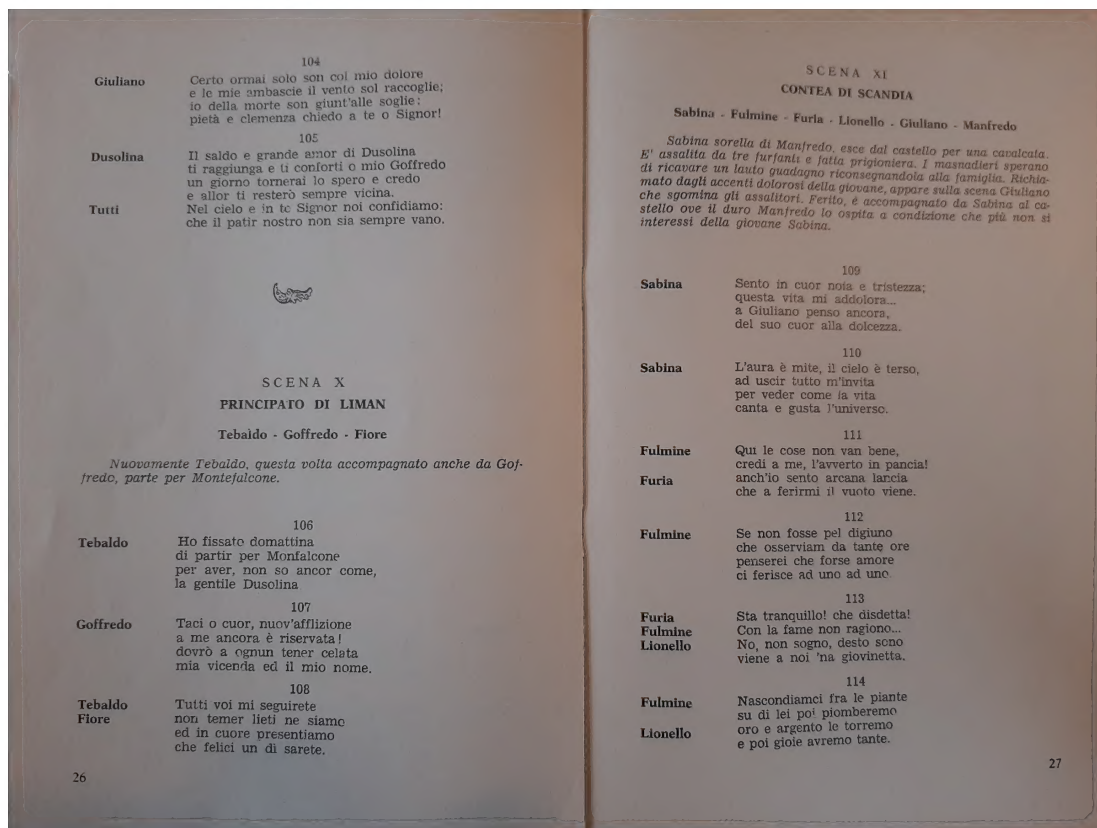 104
Giuliano Certo ormai solo son col mio dolore
e le mie ambascie il vento sol raccoglie;
io della morte son giunt'alle soglie:
pietà e clemenza chiedo a te o Signor!
105
Dusolina Il saldo e grande amor di Dusolina
ti raggiunga e ti conforti o mio Goffredo
un giorno tornerai lo spero e credo
e allor ti resterò sempre vicina.
Tutti Nel cielo e in te Signor noi confidiamo:
che il patir nostro non sia sempre vano.
SCENA X
PRINCIPATO DI LIMAN
Tebaldo - Goffredo - Fiore
Nuovamente Tebaldo, questa volta accompagnato anche da Gof-
fredo, parte per Montefalcone.
106
Tebaldo Ho fissato domattina
di partir per Monfalcone
per aver, non so ancor come,
la gentile Dusolina
107
Goffredo Taci o cuor, nuov'afflizione
a me ancora è riservata!
dovrò a ognun tener celata
mia vicenda ed il mio nome.
108
Tebaldo Tutti voi mi seguirete
Fiore non temer lieti ne siamo
ed in cuore presentiamo
che felici un dì sarete.
26
SCENA XI
CONTEA DI SCANDIA
Sabina - Fulmine - Furia - Lionello - Giuliano - Manfredo
Sabina sorella di Manfredo, esce dal castello per una cavalcata.
E' assalita da tre furfanti e fatta prigioniera. I masnadieri sperano
di ricavare un lauto guadagno riconsegnandola alla famiglia. Richia-
mato dagli accenti dolorosi della giovane, appare sulla scena Giuliano
che sgomina gli assalitori. Ferito, è accompagnato da Sabina al ca-
stello ove il duro Manfredo lo ospita a condizione che più non si
interessi della giovane Sabina.
109
Sabina Sento in cuor noia e tristezza;
questa vita mi addolora...
a Giuliano penso ancora,
del suo cuor alla dolcezza.
110
Sabina L'aura è mite, il cielo è terso,
ad uscir tutto m'invita
per veder come la vita
canta e gusta l'universo.
111
Fulmine Qui le cose non van bene,
credi a me, l'avverto in pancia!
Furia anch'io sento arcana lancia
che a ferirmi il vuoto viene.
112
Fulmine Se non fosse pel digiuno
che osserviam da tante ore
penserei che forse amore
ci ferisce ad uno ad uno.
113
Furia Sta tranquillo! che disdetta!
Fulmine Con la fame non ragiono...
Lionello No, non sogno, desto sono
viene a noi 'na giovinetta.
114
Fulmine Nascondiamci fra le piante
su di lei poi piomberemo
Lionello oro e argento le torremo
e poi gioie avremo tante.
27